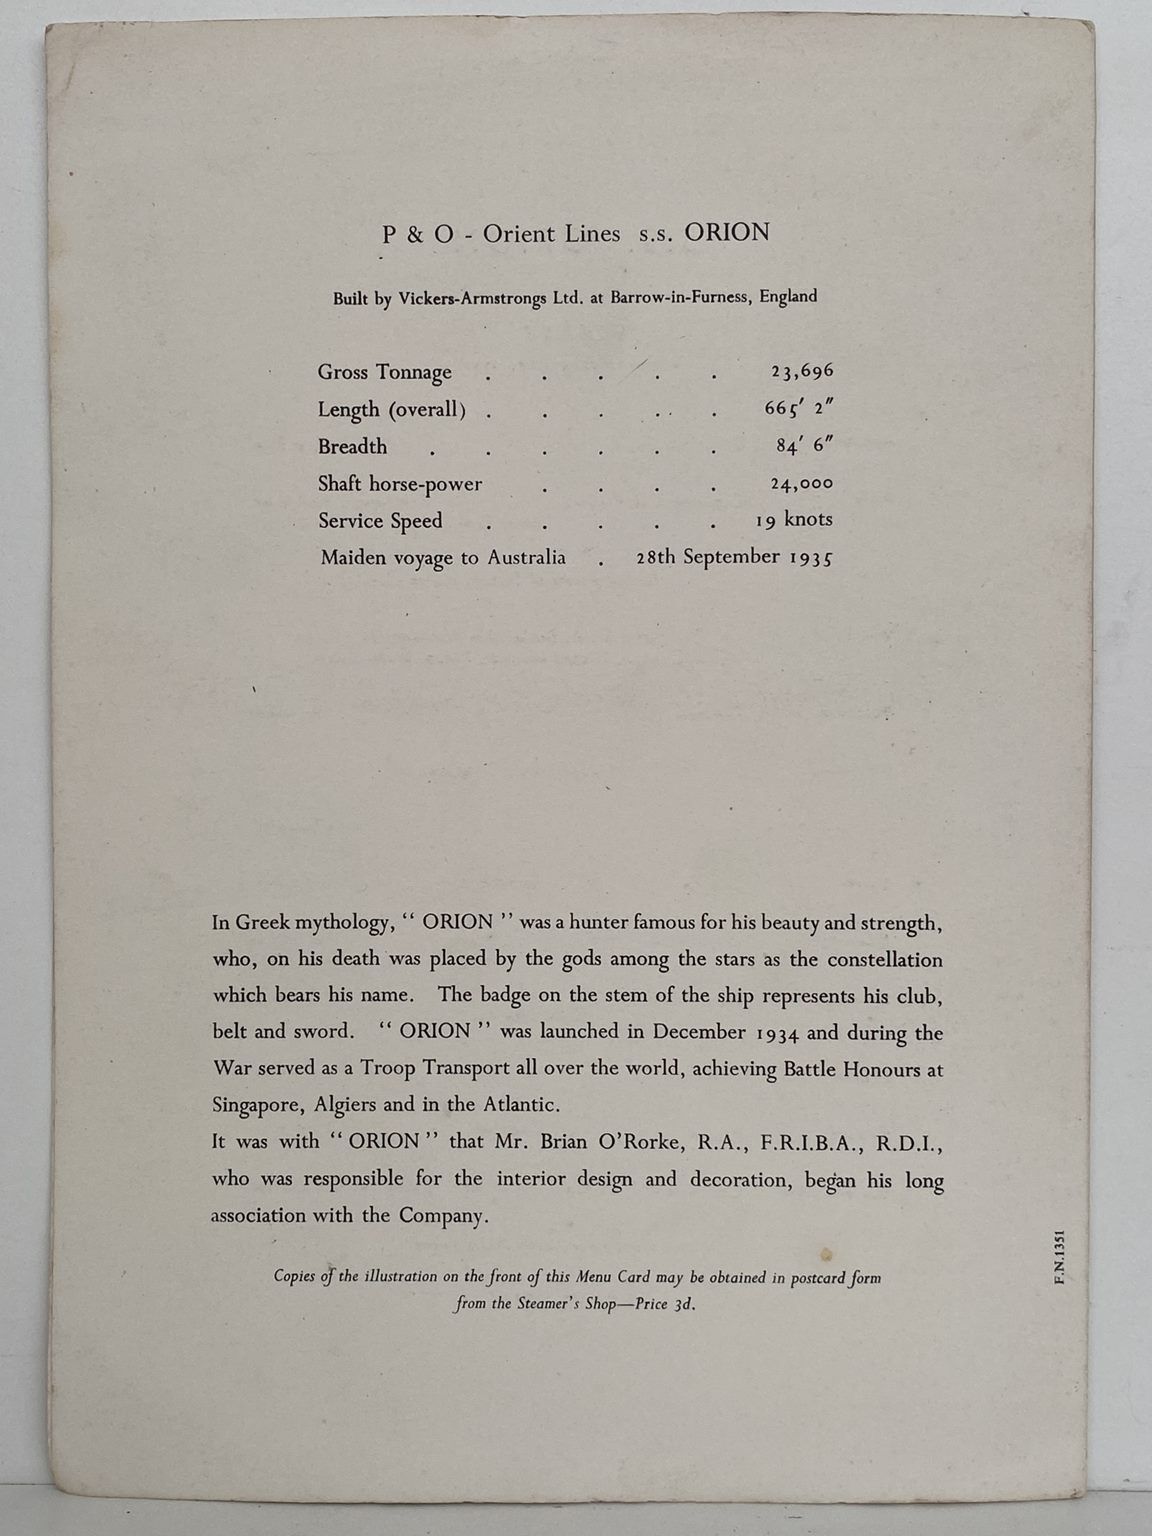 P & O - Orient Lines s.s. ORION
Built by Vickers-Armstrongs Ltd. at Barrow-in-Furness, England
Gross Tonnage . . . . . 23,696
Length (overall) . . . . . 665′ 2″
Breadth . . . . . . 84′ 6″
Shaft horse-power . . . . 24,000
Service Speed . . . . . 19 knots
Maiden voyage to Australia . 28th September 1935
In Greek mythology, “ ORION ” was a hunter famous for his beauty and strength,
who, on his death was placed by the gods among the stars as the constellation
which bears his name. The badge on the stem of the ship represents his club,
belt and sword. “ ORION ” was launched in December 1934 and during the
War served as a Troop Transport all over the world, achieving Battle Honours at
Singapore, Algiers and in the Atlantic.
It was with “ ORION ” that Mr. Brian O’Rorke, R.A., F.R.I.B.A., R.D.I.,
who was responsible for the interior design and decoration, began his long
association with the Company.
Copies of the illustration on the front of this Menu Card may be obtained in postcard form
from the Steamer’s Shop—Price 3d.
F.N.1351